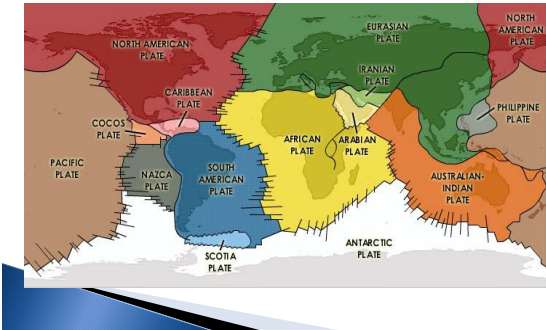 NORTH
AMERICAN
PLATE
EURASIAN
PLATE
NORTH AMERICAN
PLATE
IRANIAN
PLATE
CARIBBEAN
PLATE
PHILIPPINE
PLATE
COCOS
PLATE
AFRICAN
PLATE
ARABIAN
PLATE
PACIFIC
PLATE
NAZCA
PLATE
SOUTH
AMERICAN
PLATE
AUSTRALIAN-
INDIAN
PLATE
ANTARCTIC
PLATE
SCOTIA
PLATE